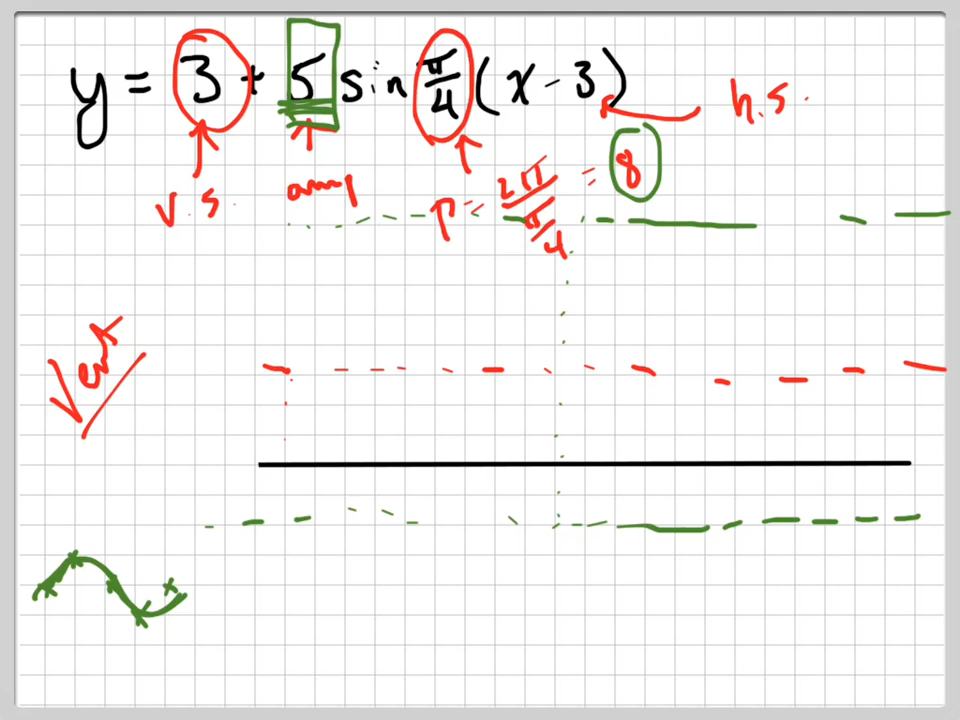 y = 3 + 5 sin π/4 (x - 3)
h.s.
v.s. amp p = 2π/(π/4) = 8
Vert